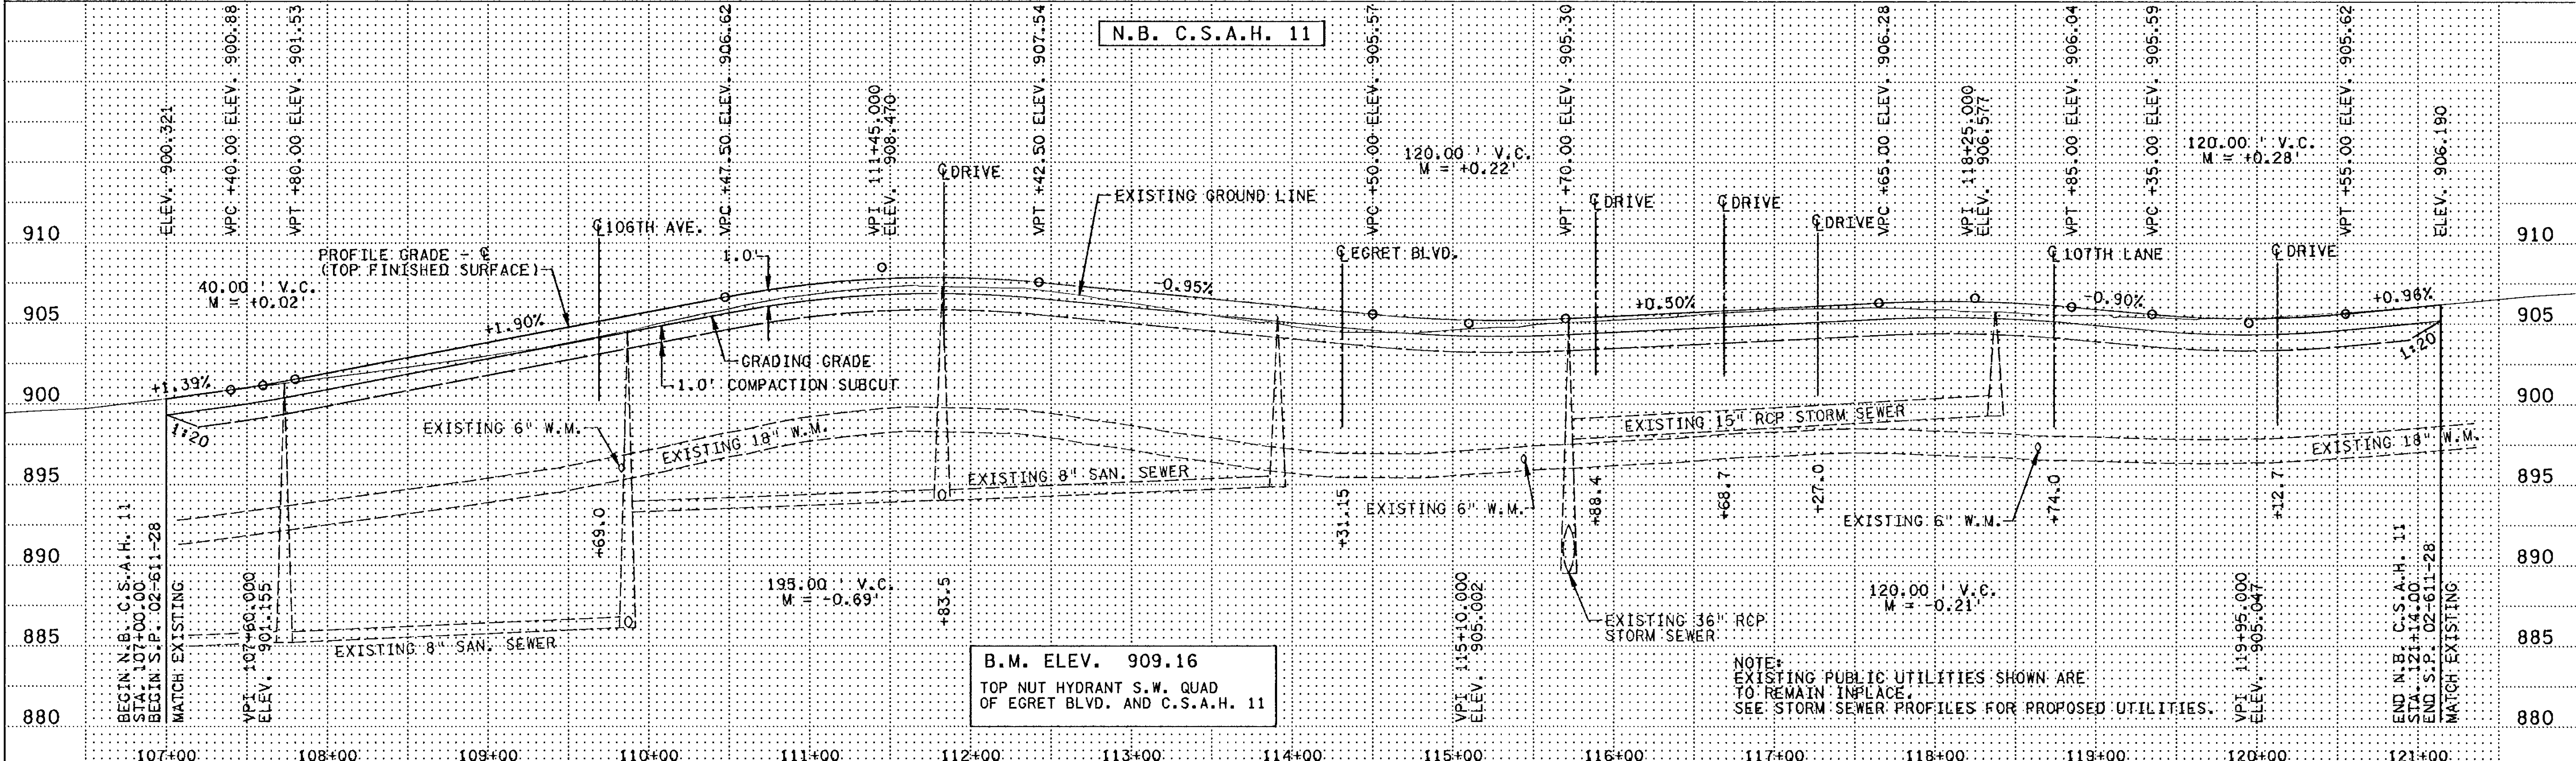 N.B. C.S.A.H. 11
ELEV. 900.321
VPC +40.00 ELEV. 900.88
VPT +80.00 ELEV. 901.53
VPC +47.50 ELEV. 906.62
VPI 111+45.000
ELEV. 908.470
VPT +42.50 ELEV. 907.54
VPC +50.00 ELEV. 905.57
VPT +70.00 ELEV. 905.30
VPC +65.00 ELEV. 906.28
VPI 118+25.000
ELEV. 906.577
VPT +85.00 ELEV. 906.04
VPC +35.00 ELEV. 905.59
VPT +55.00 ELEV. 905.62
ELEV. 906.190
120.00 ' V.C.
M = +0.22'
120.00 ' V.C.
M = +0.28'
℄ DRIVE
EXISTING GROUND LINE
℄ DRIVE
℄ DRIVE
℄ DRIVE
℄ 106TH AVE.
℄ EGRET BLVD.
℄ 107TH LANE
℄ DRIVE
910
910
PROFILE GRADE - ℄
(TOP FINISHED SURFACE)
1.0'
40.00 ' V.C.
M = +0.02'
-0.95%
+0.50%
-0.90%
+0.96%
905
+1.90%
905
1:20
GRADING GRADE
1.0' COMPACTION SUBCUT
+1.39%
900
900
1:20
EXISTING 6" W.M.
EXISTING 18" W.M.
EXISTING 15" RCP STORM SEWER
EXISTING 18" W.M.
895
EXISTING 8" SAN. SEWER
895
EXISTING 6" W.M.
EXISTING 6" W.M.
+69.0
+83.5
+31.15
+88.4
+68.7
+27.0
+74.0
+12.7
890
890
195.00 ' V.C.
M = -0.69'
120.00 ' V.C.
M = -0.21'
885
EXISTING 8" SAN. SEWER
EXISTING 36" RCP
STORM SEWER
885
BEGIN N.B. C.S.A.H. 11
STA. 107+00.00
BEGIN S.P. 02-611-28
MATCH EXISTING
VPI 107+60.000
ELEV. 901.155
B.M. ELEV. 909.16
TOP NUT HYDRANT S.W. QUAD
OF EGRET BLVD. AND C.S.A.H. 11
VPI 115+10.000
ELEV. 905.002
NOTE:
EXISTING PUBLIC UTILITIES SHOWN ARE
TO REMAIN INPLACE.
SEE STORM SEWER PROFILES FOR PROPOSED UTILITIES.
VPI 119+95.000
ELEV. 905.047
END N.B. C.S.A.H. 11
STA. 121+14.00
END S.P. 02-611-28
MATCH EXISTING
880
880
107+00 108+00 109+00 110+00 111+00 112+00 113+00 114+00 115+00 116+00 117+00 118+00 119+00 120+00 121+00